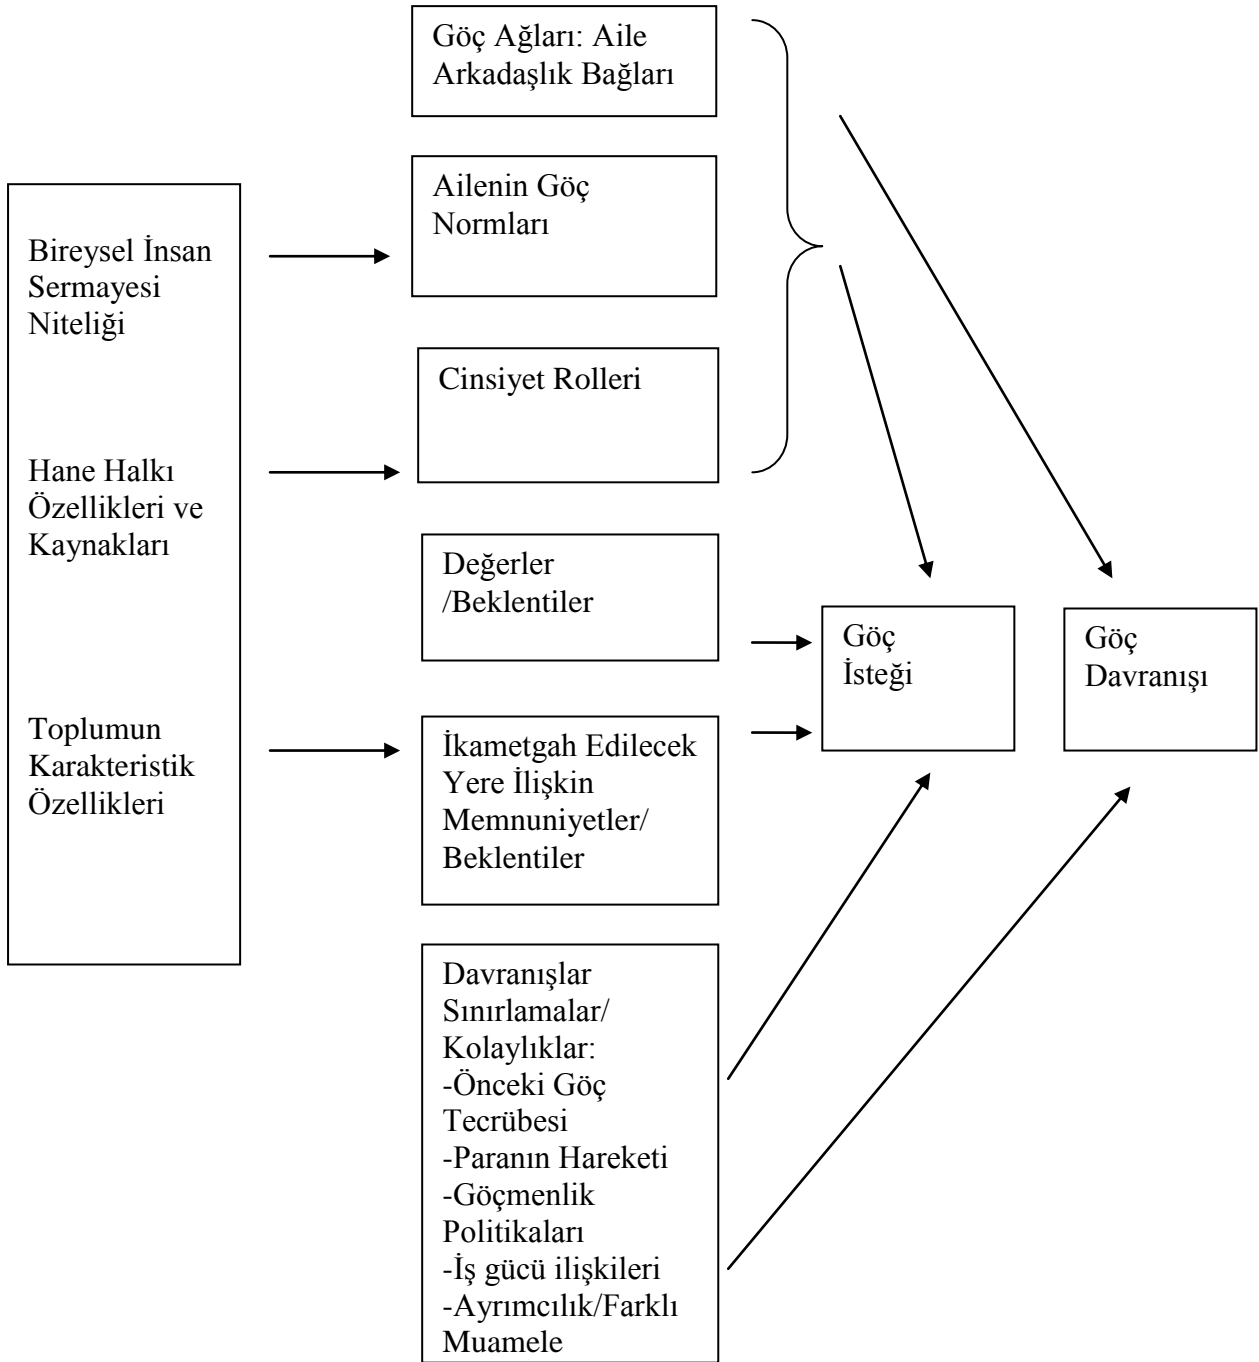 Göç Ağları: Aile
Arkadaşlık Bağları
Ailenin Göç
Normları
Bireysel İnsan
Sermayesi
Niteliği
Cinsiyet Rolleri
Hane Halkı
Özellikleri ve
Kaynakları
Değerler
/Beklentiler
Göç
İsteği
Göç
Davranışı
Toplumun
Karakteristik
Özellikleri
İkametgah Edilecek
Yere İlişkin
Memnuniyetler/
Beklentiler
Davranışlar
Sınırlamalar/
Kolaylıklar:
-Önceki Göç
Tecrübesi
-Paranın Hareketi
-Göçmenlik
Politikaları
-İş gücü ilişkileri
-Ayrımcılık/Farklı
Muamele